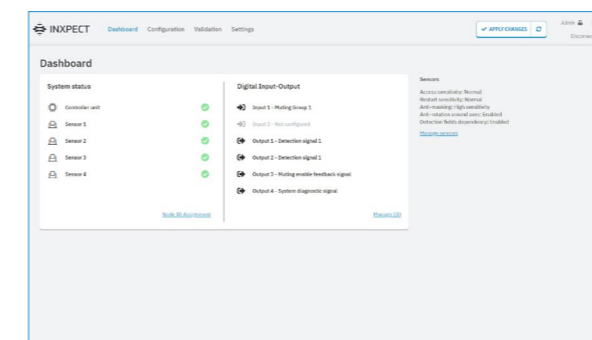 INXPECT
Dashboard Configuration Validation Settings
APPLY CHANGES
Admin
Disconnect
Dashboard
System status
Controller unit
Sensor 1
Sensor 2
Sensor 3
Sensor 4
Node ID Assignment
Digital Input-Output
Input 1 - Muting Group 1
Input 2 - Not configured
Output 1 - Detection signal 1
Output 2 - Detection signal 1
Output 3 - Muting enable feedback signal
Output 4 - System diagnostic signal
Manage I/O
Sensors
Access sensitivity: Normal
Restart sensitivity: Normal
Anti-masking: High sensitivity
Anti-rotation around axes: Enabled
Detection fields dependency: Enabled
Manage sensors